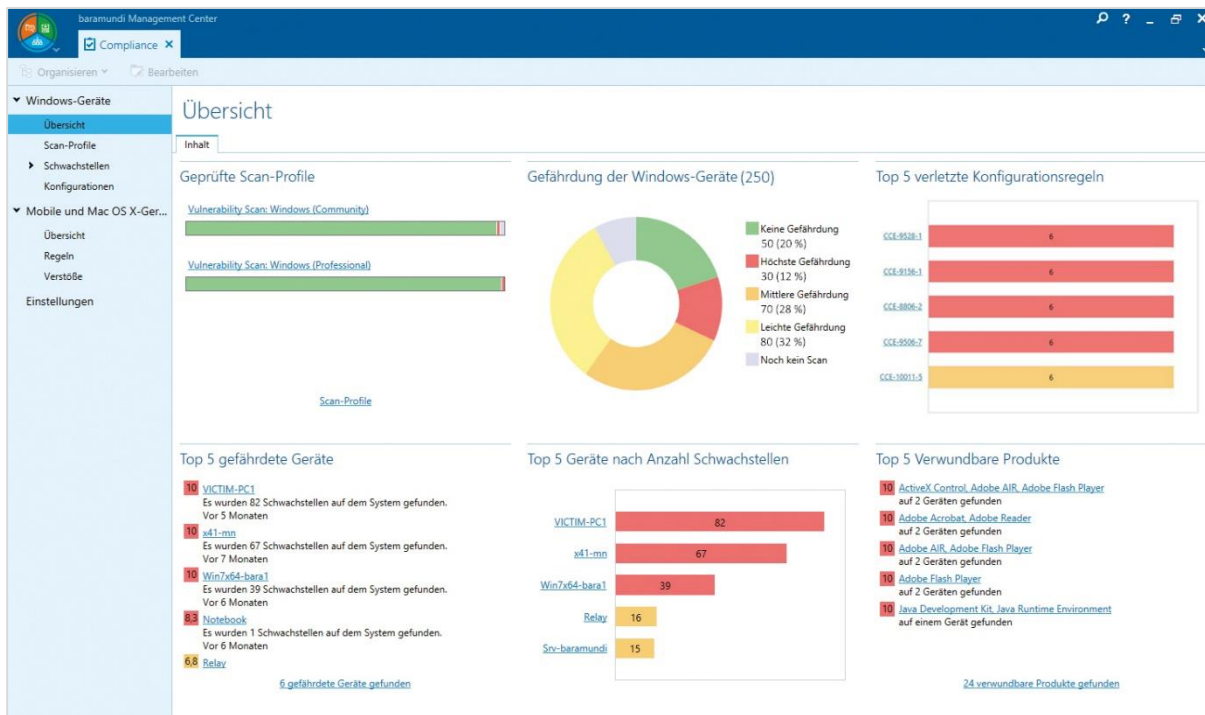 baramundi Management Center
Compliance
Organisieren
Bearbeiten
Windows-Geräte
Übersicht
Scan-Profile
Schwachstellen
Konfigurationen
Mobile und Mac OS X-Ger...
Übersicht
Regeln
Verstöße
Einstellungen
Übersicht
Inhalt
Geprüfte Scan-Profile
Vulnerability Scan: Windows (Community)
Vulnerability Scan: Windows (Professional)
Scan-Profile
Gefährdung der Windows-Geräte (250)
Keine Gefährdung
50 (20 %)
Höchste Gefährdung
30 (12 %)
Mittlere Gefährdung
70 (28 %)
Leichte Gefährdung
80 (32 %)
Noch kein Scan
Top 5 verletzte Konfigurationsregeln
CCE-9528-1 6
CCE-9156-1 6
CCE-8806-2 6
CCE-9506-7 6
CCE-10011-5 6
Top 5 gefährdete Geräte
10 VICTIM-PC1
Es wurden 82 Schwachstellen auf dem System gefunden.
Vor 5 Monaten
10 x41-mn
Es wurden 67 Schwachstellen auf dem System gefunden.
Vor 7 Monaten
10 Win7x64-bara1
Es wurden 39 Schwachstellen auf dem System gefunden.
Vor 6 Monaten
8,3 Notebook
Es wurden 1 Schwachstellen auf dem System gefunden.
Vor 6 Monaten
6,8 Relay
6 gefährdete Geräte gefunden
Top 5 Geräte nach Anzahl Schwachstellen
VICTIM-PC1 82
x41-mn 67
Win7x64-bara1 39
Relay 16
Srv-baramundi 15
Top 5 Verwundbare Produkte
10 ActiveX Control, Adobe AIR, Adobe Flash Player
auf 2 Geräten gefunden
10 Adobe Acrobat, Adobe Reader
auf 2 Geräten gefunden
10 Adobe AIR, Adobe Flash Player
auf 2 Geräten gefunden
10 Adobe Flash Player
auf 2 Geräten gefunden
10 Java Development Kit, Java Runtime Environment
auf einem Gerät gefunden
24 verwundbare Produkte gefunden